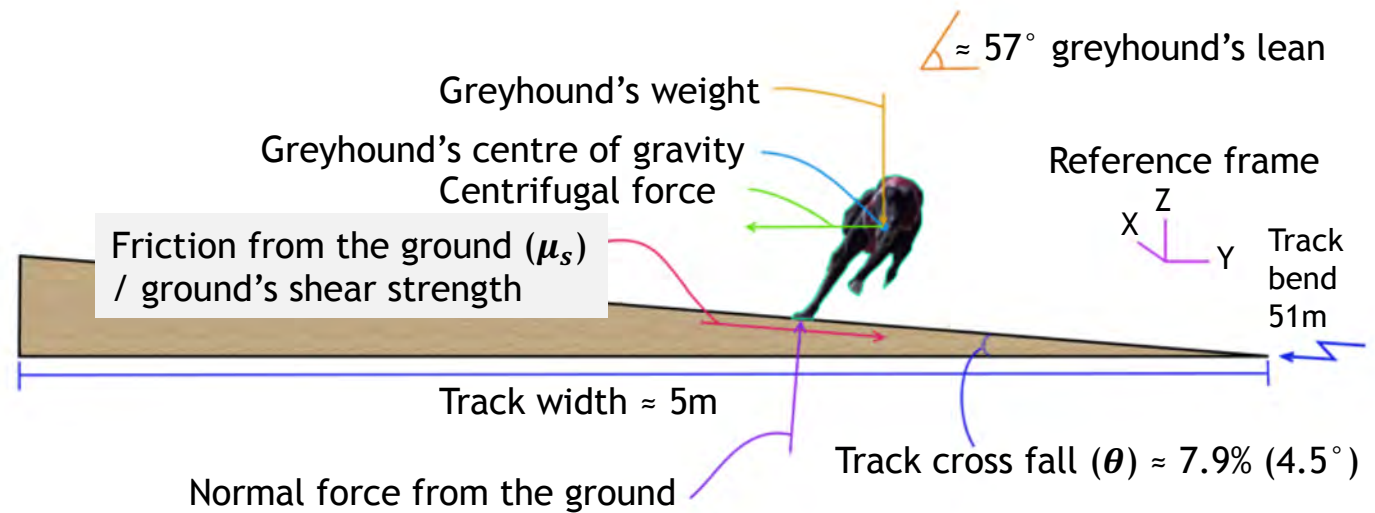 ≈ 57° greyhound's lean
Greyhound's weight
Greyhound's centre of gravity
Centrifugal force
Reference frame
Z
X
Y
Friction from the ground (μₛ)
/ ground's shear strength
Track
bend
51m
Track width ≈ 5m
Track cross fall (θ) ≈ 7.9% (4.5°)
Normal force from the ground